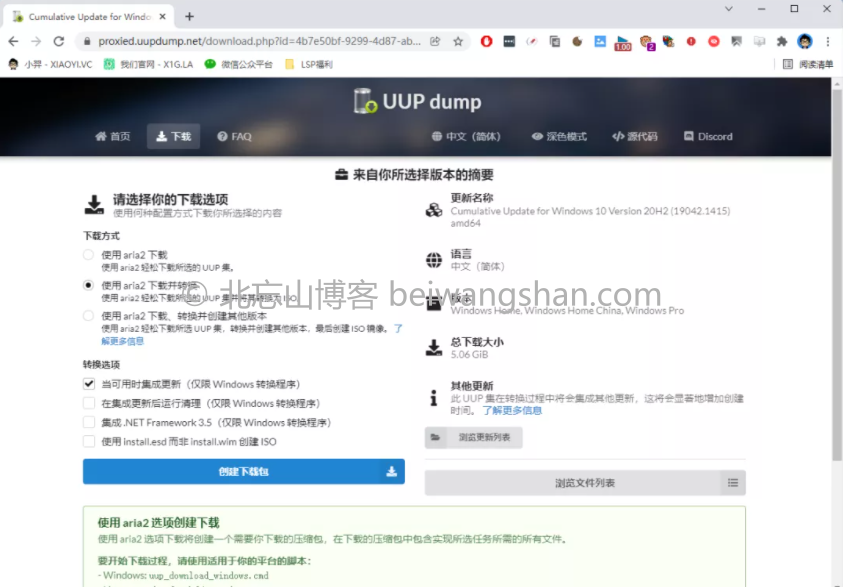 Cumulative Update for Windo
proxied.uupdump.net/download.php?id=4b7e50bf-9299-4d87-ab...
1.00
2
小羿 - XIAOYI.VC
我们官网 - X1G.LA
微信公众平台
LSP福利
阅读清单
UUP dump
首页
下载
FAQ
中文（简体）
深色模式
源代码
Discord
来自你所选择版本的摘要
请选择你的下载选项
使用何种配置方式下载你所选择的内容
下载方式
使用 aria2 下载
使用 aria2 轻松下载所选的 UUP 集。
使用 aria2 下载并转换
使用 aria2 轻松下载所选的 UUP 集并将其转换为 ISO。
使用 aria2 下载、转换并创建其他版本
使用 aria2 轻松下载所选 UUP 集，转换并创建其他版本，最后创建 ISO 镜像。 了
解更多信息
转换选项
当可用时集成更新（仅限 Windows 转换程序）
在集成更新后运行清理（仅限 Windows 转换程序）
集成 .NET Framework 3.5（仅限 Windows 转换程序）
使用 install.esd 而非 install.wim 创建 ISO
创建下载包
更新名称
Cumulative Update for Windows 10 Version 20H2 (19042.1415)
amd64
语言
中文（简体）
版本
Windows Home, Windows Home China, Windows Pro
总下载大小
5.06 GiB
其他更新
此 UUP 集在转换过程中将会集成其他更新，这将会显著地增加创建
时间。 了解更多信息
浏览更新列表
浏览文件列表
© 北忘山博客 beiwangshan.com
使用 aria2 选项创建下载
使用 aria2 选项下载将创建一个需要你下载的压缩包，在下载的压缩包中包含实现所选任务所需的所有文件。
要开始下载过程，请使用适用于你的平台的脚本：
- Windows: uup_download_windows.cmd